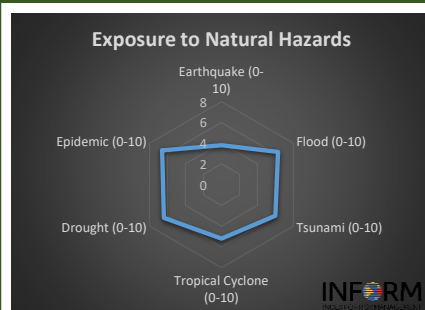 Exposure to Natural Hazards
Earthquake (0-
10)
8
6
4
2
0
Epidemic (0-10)
Flood (0-10)
Drought (0-10)
Tsunami (0-10)
Tropical Cyclone
(0-10)
INFORM